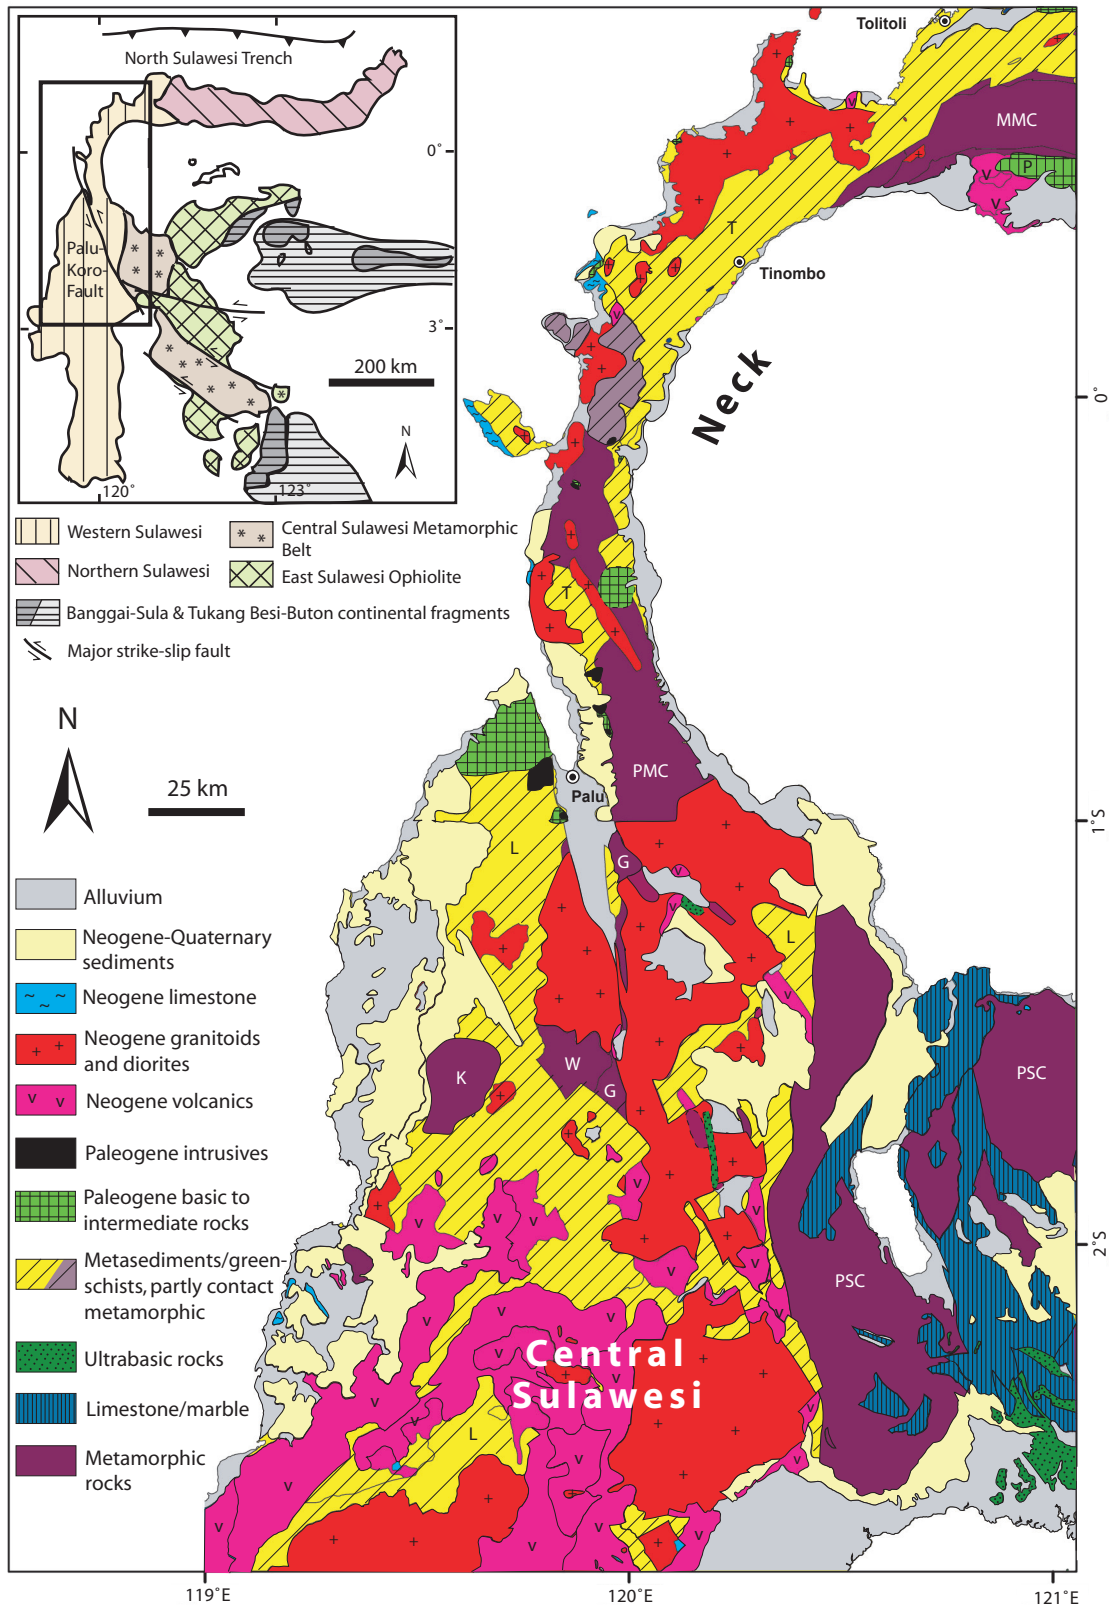 North Sulawesi Trench
0°
Palu-
Koro-
Fault
3°
200 km
N
120°
123°
Western Sulawesi
Northern Sulawesi
Central Sulawesi Metamorphic
Belt
East Sulawesi Ophiolite
Banggai-Sula & Tukang Besi-Buton continental fragments
Major strike-slip fault
N
25 km
Alluvium
Neogene-Quaternary
sediments
Neogene limestone
Neogene granitoids
and diorites
Neogene volcanics
Paleogene intrusives
Paleogene basic to
intermediate rocks
Metasediments/green-
schists, partly contact
metamorphic
Ultrabasic rocks
Limestone/marble
Metamorphic
rocks
Tolitoli
MMC
P
T
Tinombo
Neck
0°
T
PMC
Palu
1°S
L
G
L
K
W
G
PSC
2°S
PSC
Central
Sulawesi
L
119°E
120°E
121°E